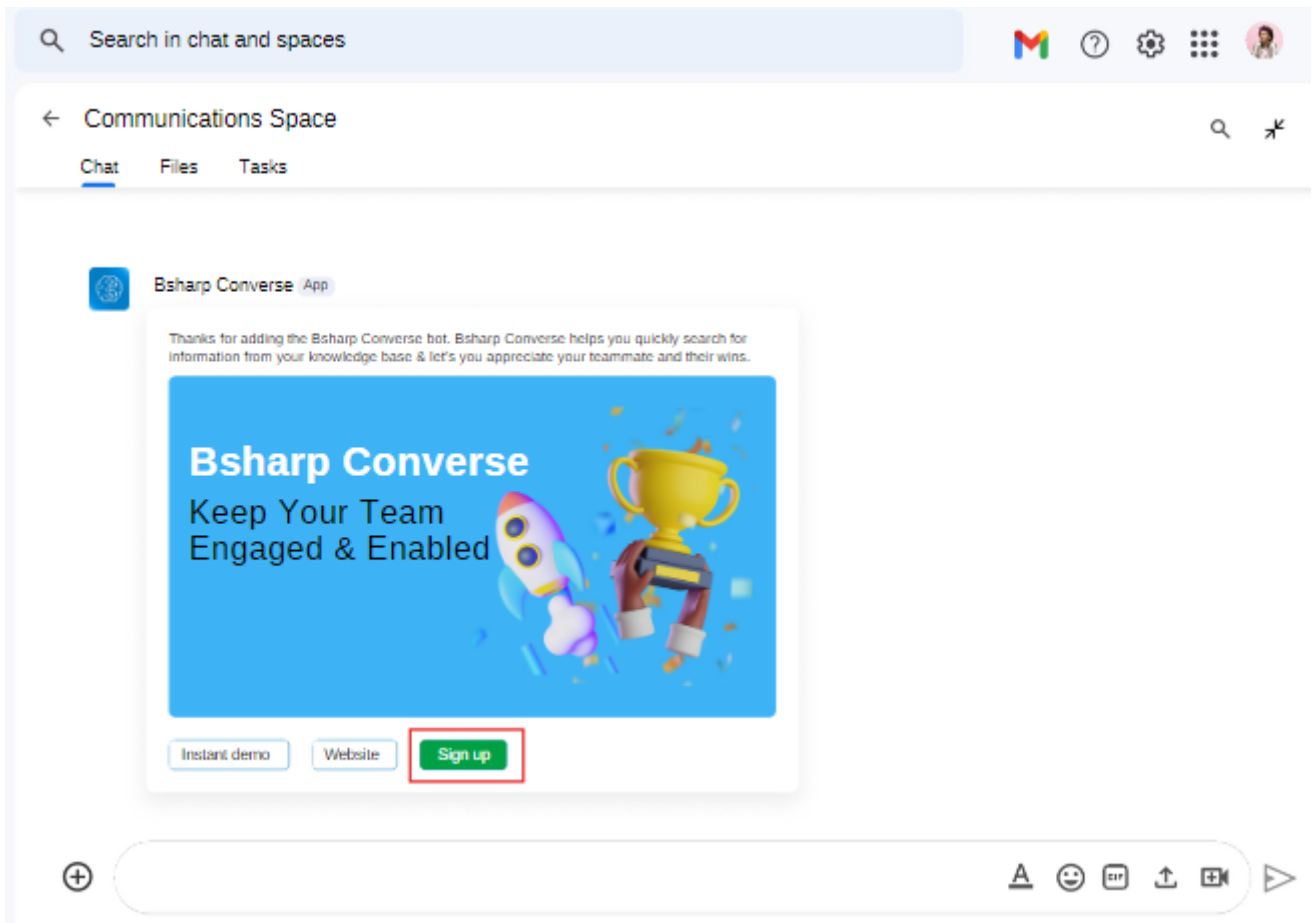 Search in chat and spaces
Communications Space
Chat Files Tasks
Bsharp Converse App
Thanks for adding the Bsharp Converse bot. Bsharp Converse helps you quickly search for
information from your knowledge base & let's you appreciate your teammate and their wins.
Bsharp Converse
Keep Your Team
Engaged & Enabled
Instant demo Website Sign up
GIF